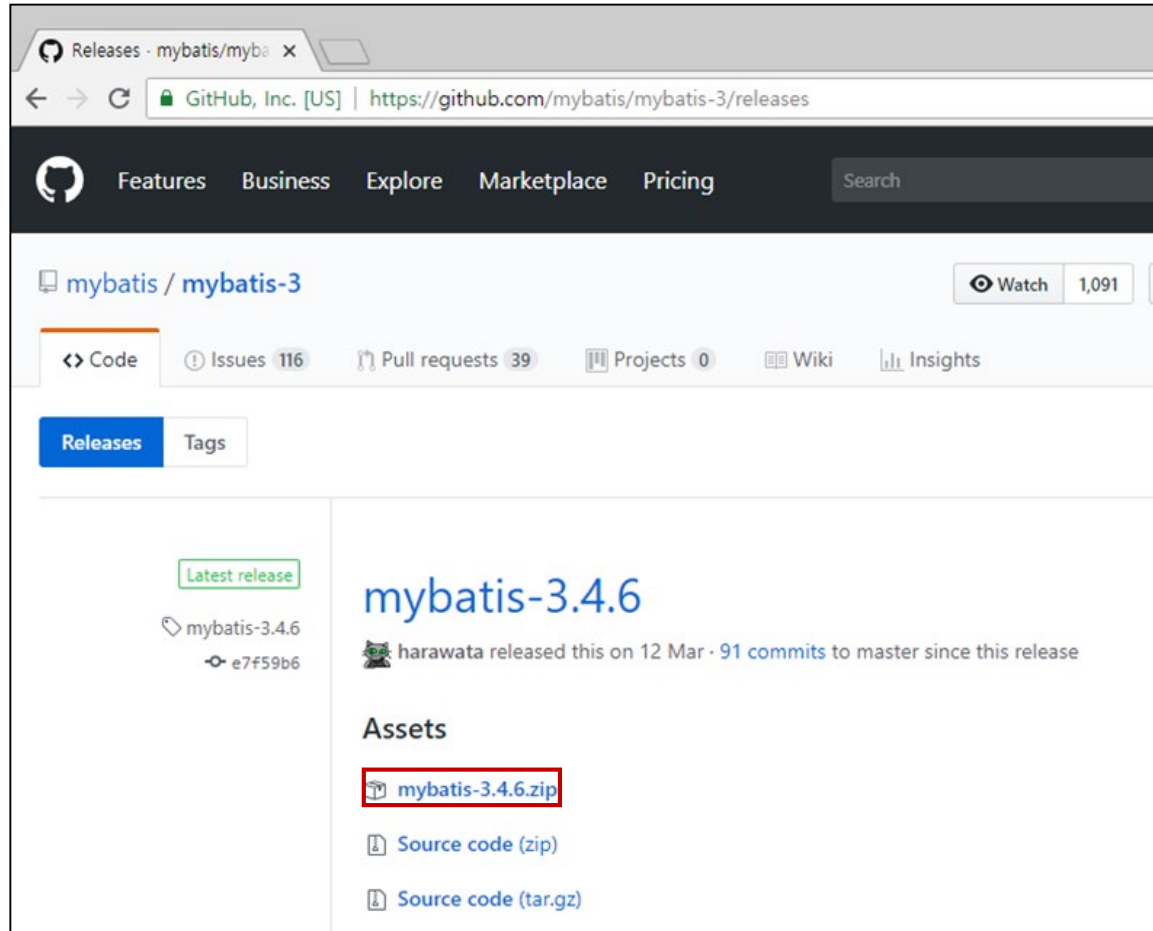 Releases · mybatis/myba
GitHub, Inc. [US] | https://github.com/mybatis/mybatis-3/releases
Features Business Explore Marketplace Pricing Search
mybatis / mybatis-3 Watch 1,091
Code Issues 116 Pull requests 39 Projects 0 Wiki Insights
Releases Tags
Latest release
mybatis-3.4.6
e7f59b6
mybatis-3.4.6
harawata released this on 12 Mar · 91 commits to master since this release
Assets
mybatis-3.4.6.zip
Source code (zip)
Source code (tar.gz)